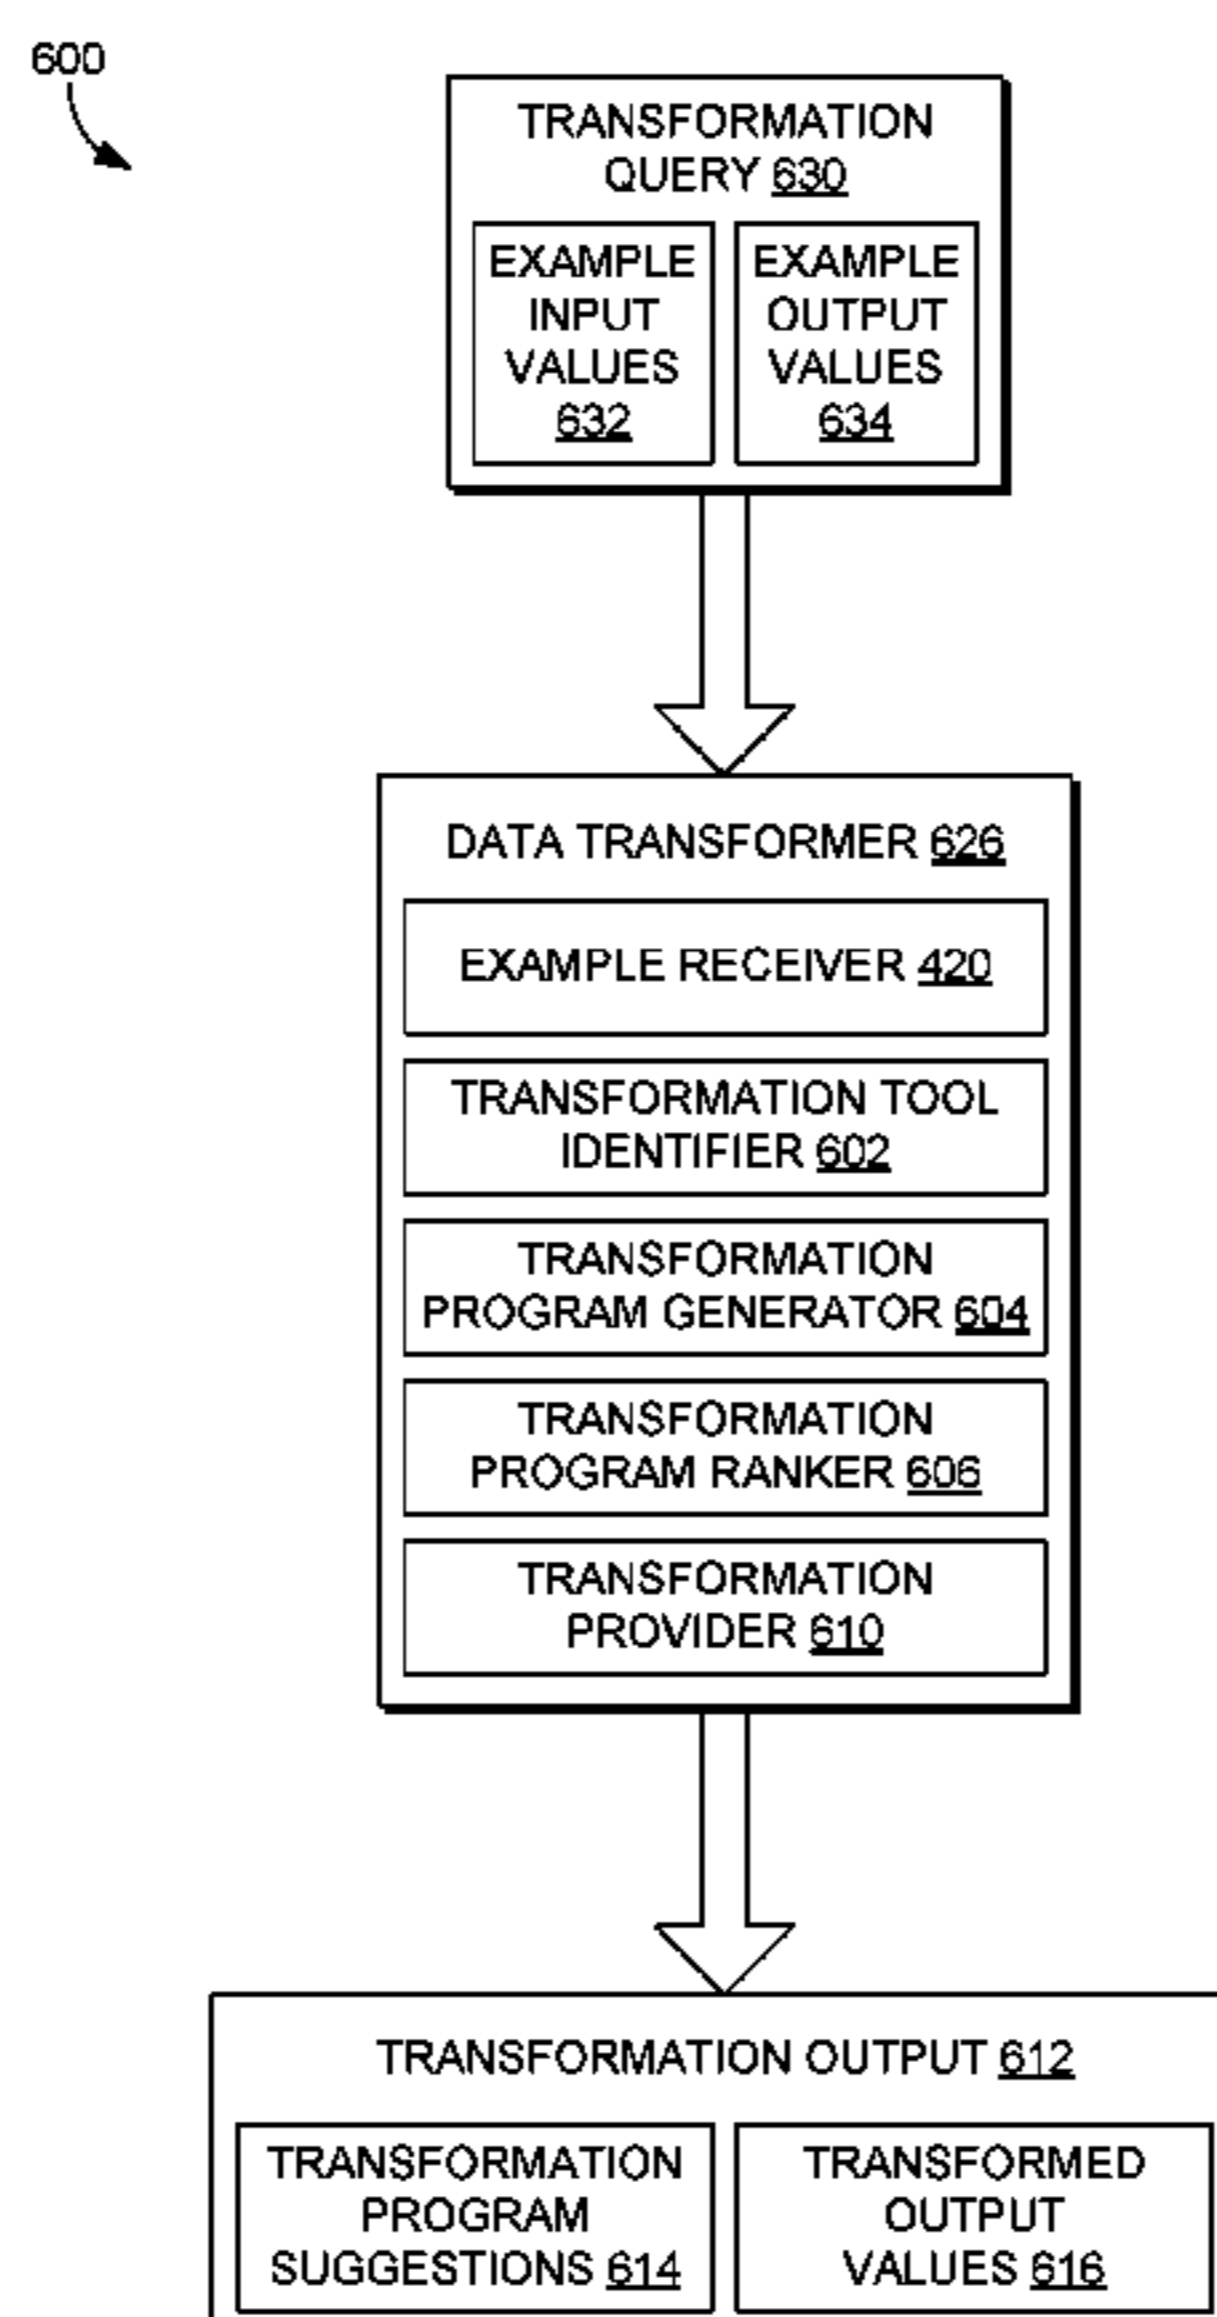 600
TRANSFORMATION
QUERY 630
EXAMPLE
INPUT
VALUES
632
EXAMPLE
OUTPUT
VALUES
634
DATA TRANSFORMER 626
EXAMPLE RECEIVER 420
TRANSFORMATION TOOL
IDENTIFIER 602
TRANSFORMATION
PROGRAM GENERATOR 604
TRANSFORMATION
PROGRAM RANKER 606
TRANSFORMATION
PROVIDER 610
TRANSFORMATION OUTPUT 612
TRANSFORMATION
PROGRAM
SUGGESTIONS 614
TRANSFORMED
OUTPUT
VALUES 616